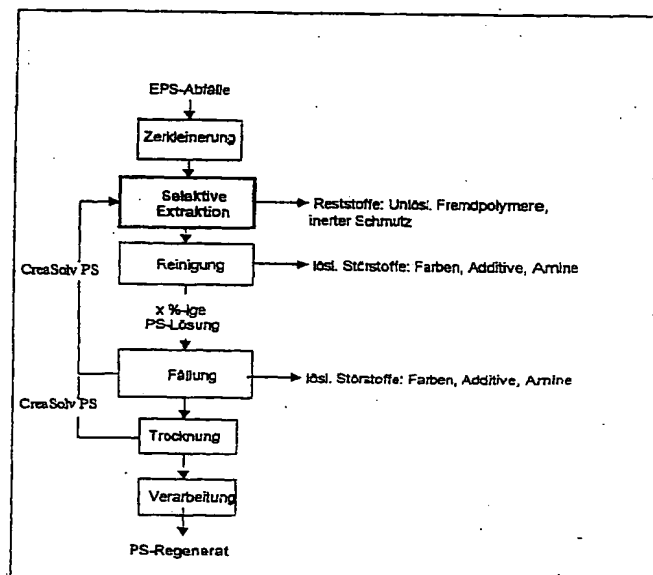 EPS-Abfälle
Zerkleinerung
Selektive
Extraktion
Reststoffe: Unlösl. Fremdpolymere,
inerter Schmutz
Reinigung
lösl. Störstoffe: Farben, Additive, Amine
CreaSolv PS
x %-ige
PS-Lösung
Fällung
lösl. Störstoffe: Farben, Additive, Amine
CreaSolv PS
Trocknung
Verarbeitung
PS-Regenerat